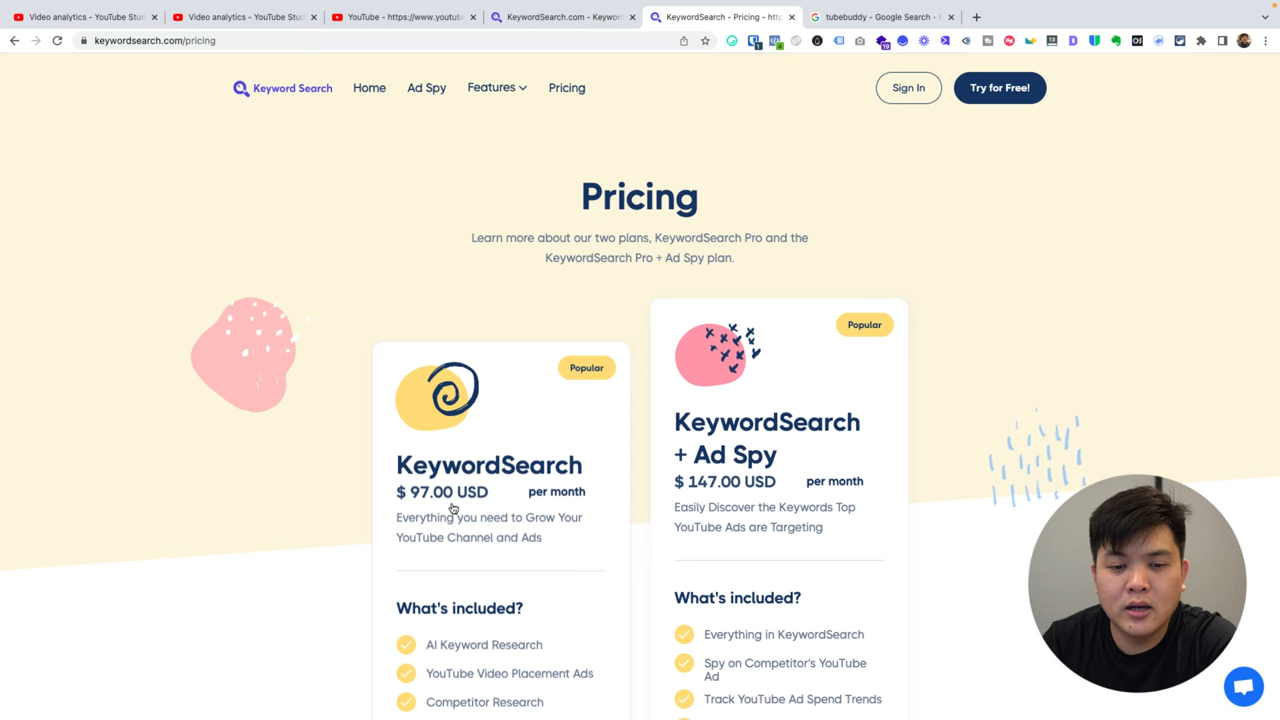 Video analytics - YouTube Stud
Video analytics - YouTube Stud
YouTube - https://www.youtube
KeywordSearch.com - Keywor
KeywordSearch - Pricing - http
tubebuddy - Google Search -
keywordsearch.com/pricing
Keyword Search
Home
Ad Spy
Features
Pricing
Sign In
Try for Free!
Pricing
Learn more about our two plans, KeywordSearch Pro and the
KeywordSearch Pro + Ad Spy plan.
Popular
KeywordSearch
$ 97.00 USD per month
Everything you need to Grow Your
YouTube Channel and Ads
What's included?
AI Keyword Research
YouTube Video Placement Ads
Competitor Research
Popular
KeywordSearch
+ Ad Spy
$ 147.00 USD per month
Easily Discover the Keywords Top
YouTube Ads are Targeting
What's included?
Everything in KeywordSearch
Spy on Competitor's YouTube
Ad
Track YouTube Ad Spend Trends